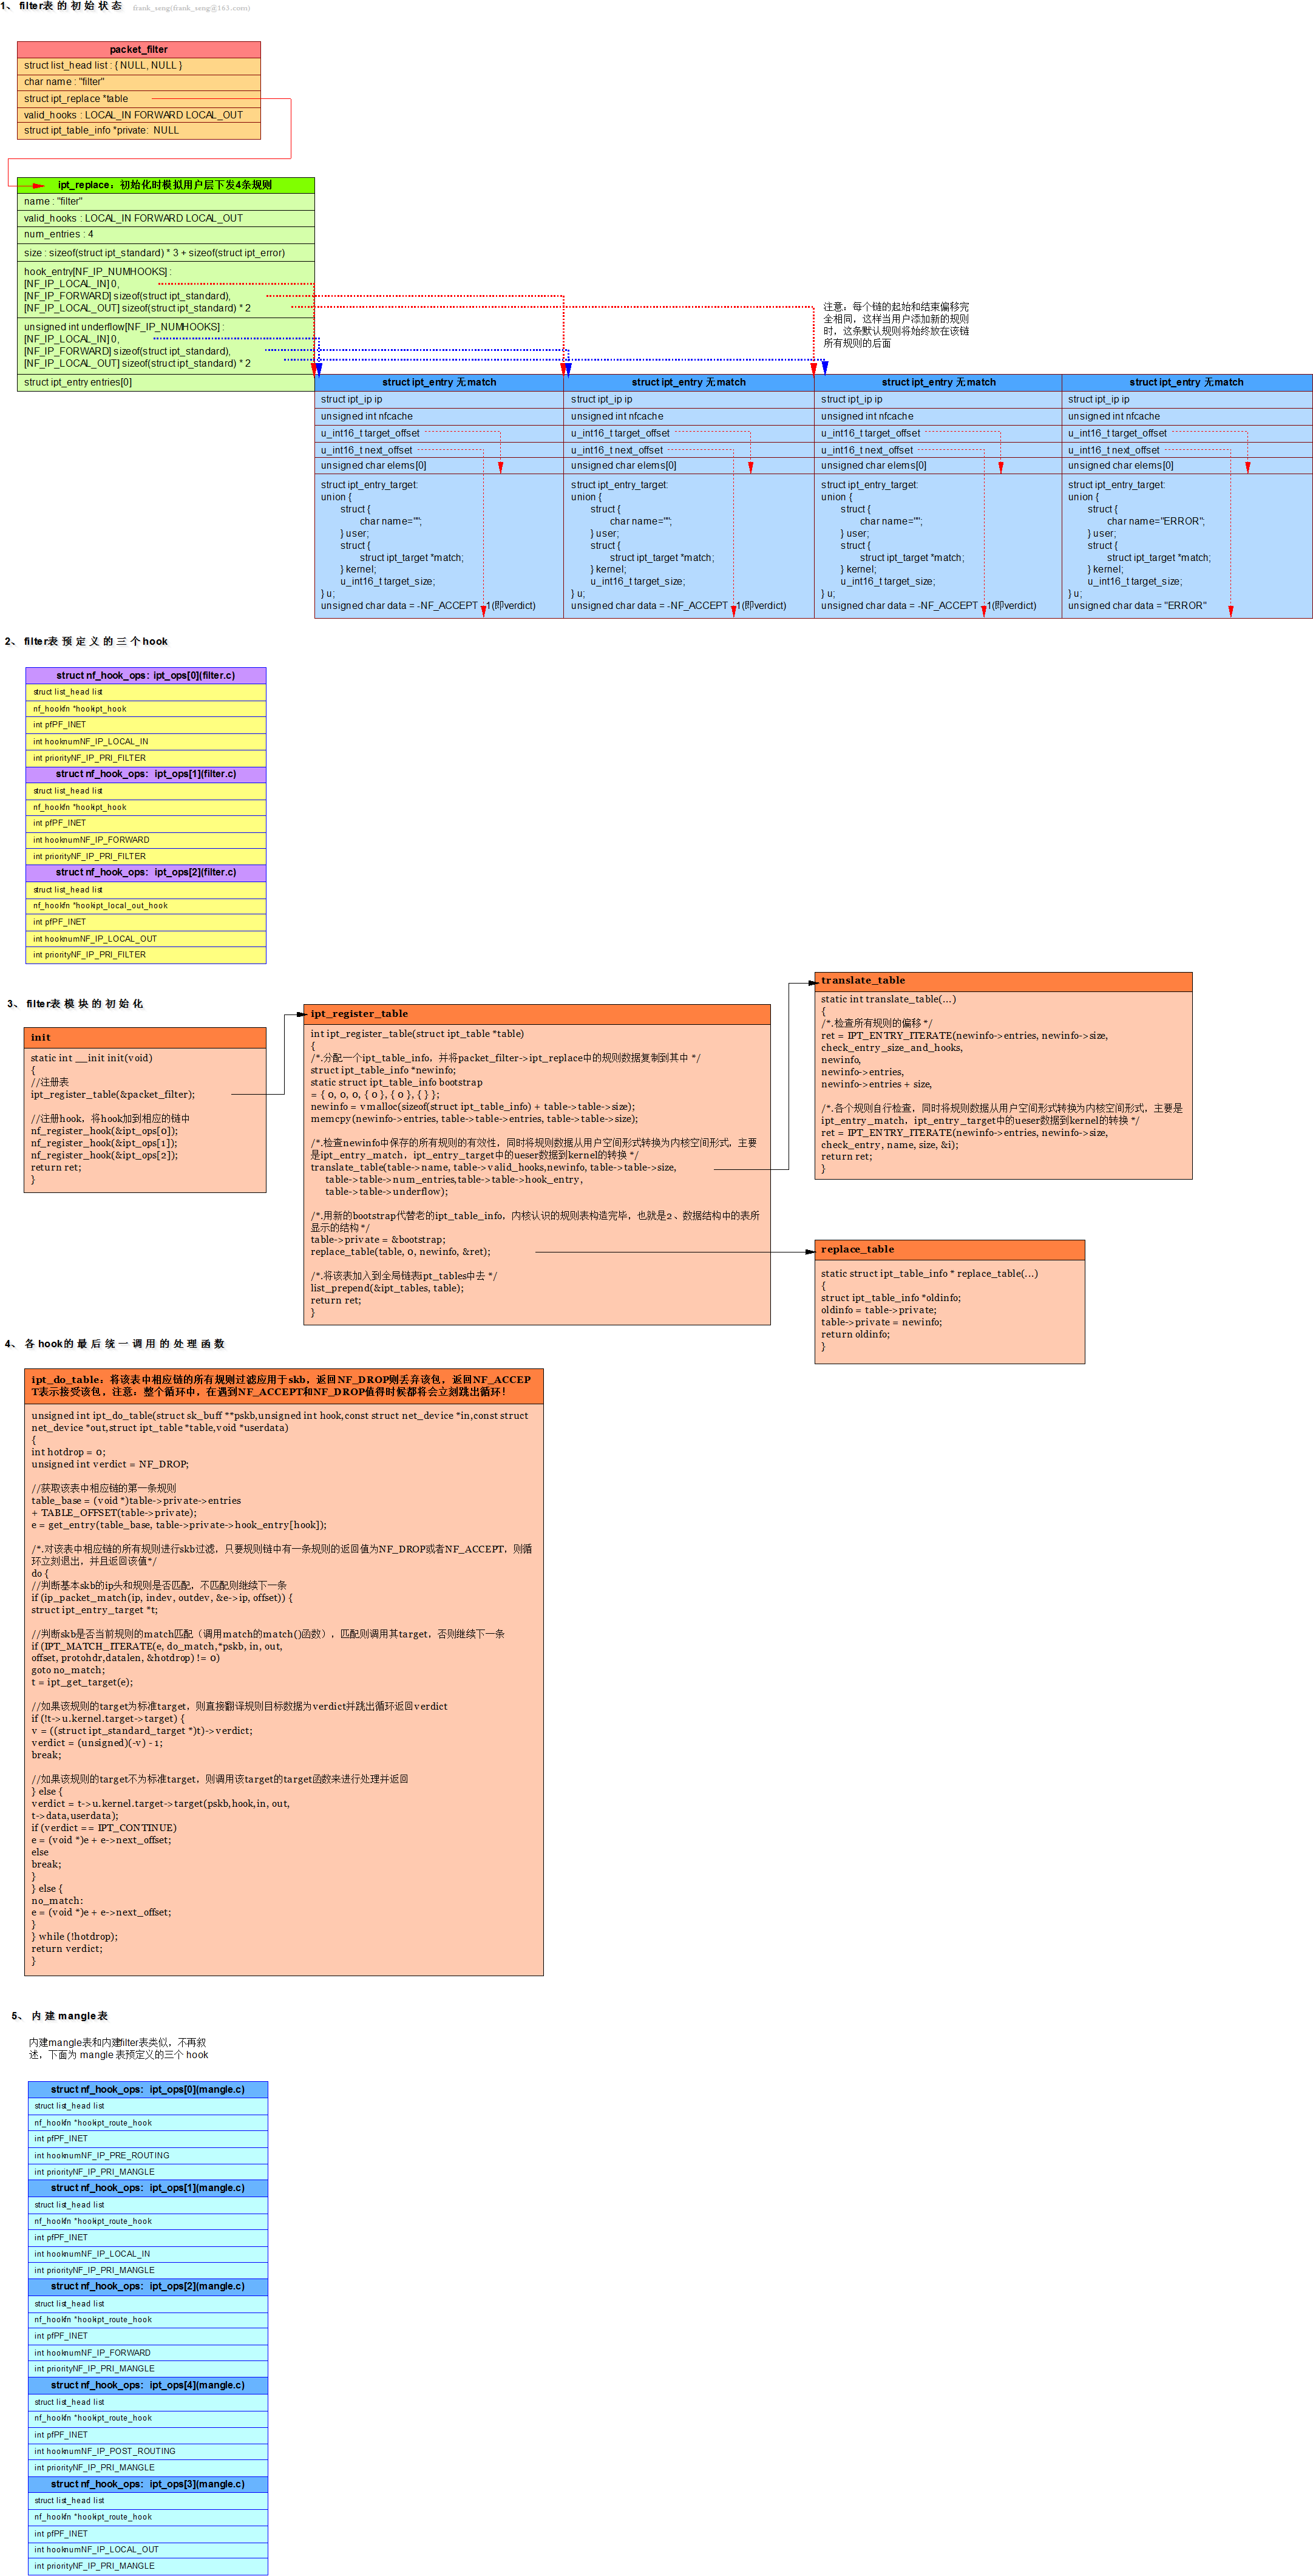 1、 filter表 的 初 始 状 态
frank_seng(frank_seng@163.com)
packet_filter
struct list_head list : { NULL, NULL }
char name : "filter"
struct ipt_replace *table
valid_hooks : LOCAL_IN FORWARD LOCAL_OUT
struct ipt_table_info *private:  NULL
ipt_replace：初始化时模拟用户层下发4条规则
name : "filter"
valid_hooks : LOCAL_IN FORWARD LOCAL_OUT
num_entries : 4
size : sizeof(struct ipt_standard) * 3 + sizeof(struct ipt_error)
hook_entry[NF_IP_NUMHOOKS] :
[NF_IP_LOCAL_IN] 0,
[NF_IP_FORWARD] sizeof(struct ipt_standard),
[NF_IP_LOCAL_OUT] sizeof(struct ipt_standard) * 2
unsigned int underflow[NF_IP_NUMHOOKS] :
[NF_IP_LOCAL_IN] 0,
[NF_IP_FORWARD] sizeof(struct ipt_standard),
[NF_IP_LOCAL_OUT] sizeof(struct ipt_standard) * 2
struct ipt_entry entries[0]
注意：每个链的起始和结束偏移完
全相同，这样当用户添加新的规则
时，这条默认规则将始终放在该链
所有规则的后面
struct ipt_entry 无match
struct ipt_ip ip
unsigned int nfcache
u_int16_t target_offset
u_int16_t next_offset
unsigned char elems[0]
struct ipt_entry_target:
union {
struct {
char name="";
} user;
struct {
struct ipt_target *match;
} kernel;
u_int16_t target_size;
} u;
unsigned char data = -NF_ACCEPT - 1(即verdict)
struct ipt_entry 无match
struct ipt_ip ip
unsigned int nfcache
u_int16_t target_offset
u_int16_t next_offset
unsigned char elems[0]
struct ipt_entry_target:
union {
struct {
char name="";
} user;
struct {
struct ipt_target *match;
} kernel;
u_int16_t target_size;
} u;
unsigned char data = -NF_ACCEPT - 1(即verdict)
struct ipt_entry 无match
struct ipt_ip ip
unsigned int nfcache
u_int16_t target_offset
u_int16_t next_offset
unsigned char elems[0]
struct ipt_entry_target:
union {
struct {
char name="";
} user;
struct {
struct ipt_target *match;
} kernel;
u_int16_t target_size;
} u;
unsigned char data = -NF_ACCEPT - 1(即verdict)
struct ipt_entry 无match
struct ipt_ip ip
unsigned int nfcache
u_int16_t target_offset
u_int16_t next_offset
unsigned char elems[0]
struct ipt_entry_target:
union {
struct {
char name="ERROR";
} user;
struct {
struct ipt_target *match;
} kernel;
u_int16_t target_size;
} u;
unsigned char data = "ERROR"
2、 filter表 预 定 义 的 三 个 hook
struct nf_hook_ops：ipt_ops[0](filter.c)
struct list_head list
nf_hookfn *hookipt_hook
int pfPF_INET
int hooknumNF_IP_LOCAL_IN
int priorityNF_IP_PRI_FILTER
struct nf_hook_ops： ipt_ops[1](filter.c)
struct list_head list
nf_hookfn *hookipt_hook
int pfPF_INET
int hooknumNF_IP_FORWARD
int priorityNF_IP_PRI_FILTER
struct nf_hook_ops： ipt_ops[2](filter.c)
struct list_head list
nf_hookfn *hookipt_local_out_hook
int pfPF_INET
int hooknumNF_IP_LOCAL_OUT
int priorityNF_IP_PRI_FILTER
3、 filter表 模 块 的 初 始 化
init
static int __init init(void)
{
//注册表
ipt_register_table(&packet_filter);
//注册hook，将hook加到相应的链中
nf_register_hook(&ipt_ops[0]);
nf_register_hook(&ipt_ops[1]);
nf_register_hook(&ipt_ops[2]);
return ret;
}
ipt_register_table
int ipt_register_table(struct ipt_table *table)
{
/*.分配一个ipt_table_info，并将packet_filter->ipt_replace中的规则数据复制到其中 */
struct ipt_table_info *newinfo;
static struct ipt_table_info bootstrap
= { 0, 0, 0, { 0 }, { 0 }, { } };
newinfo = vmalloc(sizeof(struct ipt_table_info) + table->table->size);
memcpy(newinfo->entries, table->table->entries, table->table->size);
/*.检查newinfo中保存的所有规则的有效性，同时将规则数据从用户空间形式转换为内核空间形式，主要
是ipt_entry_match，ipt_entry_target中的ueser数据到kernel的转换 */
translate_table(table->name, table->valid_hooks,newinfo, table->table->size,
table->table->num_entries,table->table->hook_entry,
table->table->underflow);
/*.用新的bootstrap代替老的ipt_table_info，内核认识的规则表构造完毕，也就是2、数据结构中的表所
显示的结构 */
table->private = &bootstrap;
replace_table(table, 0, newinfo, &ret);
/*.将该表加入到全局链表ipt_tables中去 */
list_prepend(&ipt_tables, table);
return ret;
}
translate_table
static int translate_table(...)
{
/*.检查所有规则的偏移 */
ret = IPT_ENTRY_ITERATE(newinfo->entries, newinfo->size,
check_entry_size_and_hooks,
newinfo,
newinfo->entries,
newinfo->entries + size,
/*.各个规则自行检查，同时将规则数据从用户空间形式转换为内核空间形式，主要是
ipt_entry_match，ipt_entry_target中的ueser数据到kernel的转换 */
ret = IPT_ENTRY_ITERATE(newinfo->entries, newinfo->size,
check_entry, name, size, &i);
return ret;
}
replace_table
static struct ipt_table_info * replace_table(...)
{
struct ipt_table_info *oldinfo;
oldinfo = table->private;
table->private = newinfo;
return oldinfo;
}
4、 各 hook的 最 后 统 一 调 用 的 处 理 函 数
ipt_do_table：将该表中相应链的所有规则过滤应用于skb，返回NF_DROP则丢弃该包，返回NF_ACCEP
T表示接受该包，注意：整个循环中，在遇到NF_ACCEPT和NF_DROP值得时候都将会立刻跳出循环！
unsigned int ipt_do_table(struct sk_buff **pskb,unsigned int hook,const struct net_device *in,const struct
net_device *out,struct ipt_table *table,void *userdata)
{
int hotdrop = 0;
unsigned int verdict = NF_DROP;
//获取该表中相应链的第一条规则
table_base = (void *)table->private->entries
+ TABLE_OFFSET(table->private);
e = get_entry(table_base, table->private->hook_entry[hook]);
/*.对该表中相应链的所有规则进行skb过滤，只要规则链中有一条规则的返回值为NF_DROP或者NF_ACCEPT，则循
环立刻退出，并且返回该值*/
do {
//判断基本skb的ip头和规则是否匹配，不匹配则继续下一条
if (ip_packet_match(ip, indev, outdev, &e->ip, offset)) {
struct ipt_entry_target *t;
//判断skb是否当前规则的match匹配（调用match的match()函数），匹配则调用其target，否则继续下一条
if (IPT_MATCH_ITERATE(e, do_match,*pskb, in, out,
offset, protohdr,datalen, &hotdrop) != 0)
goto no_match;
t = ipt_get_target(e);
//如果该规则的target为标准target，则直接翻译规则目标数据为verdict并跳出循环返回verdict
if (!t->u.kernel.target->target) {
v = ((struct ipt_standard_target *)t)->verdict;
verdict = (unsigned)(-v) - 1;
break;
//如果该规则的target不为标准target，则调用该target的target函数来进行处理并返回
} else {
verdict = t->u.kernel.target->target(pskb,hook,in, out,
t->data,userdata);
if (verdict == IPT_CONTINUE)
e = (void *)e + e->next_offset;
else
break;
}
} else {
no_match:
e = (void *)e + e->next_offset;
}
} while (!hotdrop);
return verdict;
}
5、 内 建 mangle表
内建mangle表和内建filter表类似，不再叙
述，下面为 mangle 表预定义的三个 hook
struct nf_hook_ops： ipt_ops[0](mangle.c)
struct list_head list
nf_hookfn *hookipt_route_hook
int pfPF_INET
int hooknumNF_IP_PRE_ROUTING
int priorityNF_IP_PRI_MANGLE
struct nf_hook_ops： ipt_ops[1](mangle.c)
struct list_head list
nf_hookfn *hookipt_route_hook
int pfPF_INET
int hooknumNF_IP_LOCAL_IN
int priorityNF_IP_PRI_MANGLE
struct nf_hook_ops： ipt_ops[2](mangle.c)
struct list_head list
nf_hookfn *hookipt_route_hook
int pfPF_INET
int hooknumNF_IP_FORWARD
int priorityNF_IP_PRI_MANGLE
struct nf_hook_ops： ipt_ops[4](mangle.c)
struct list_head list
nf_hookfn *hookipt_route_hook
int pfPF_INET
int hooknumNF_IP_POST_ROUTING
int priorityNF_IP_PRI_MANGLE
struct nf_hook_ops： ipt_ops[3](mangle.c)
struct list_head list
nf_hookfn *hookipt_route_hook
int pfPF_INET
int hooknumNF_IP_LOCAL_OUT
int priorityNF_IP_PRI_MANGLE